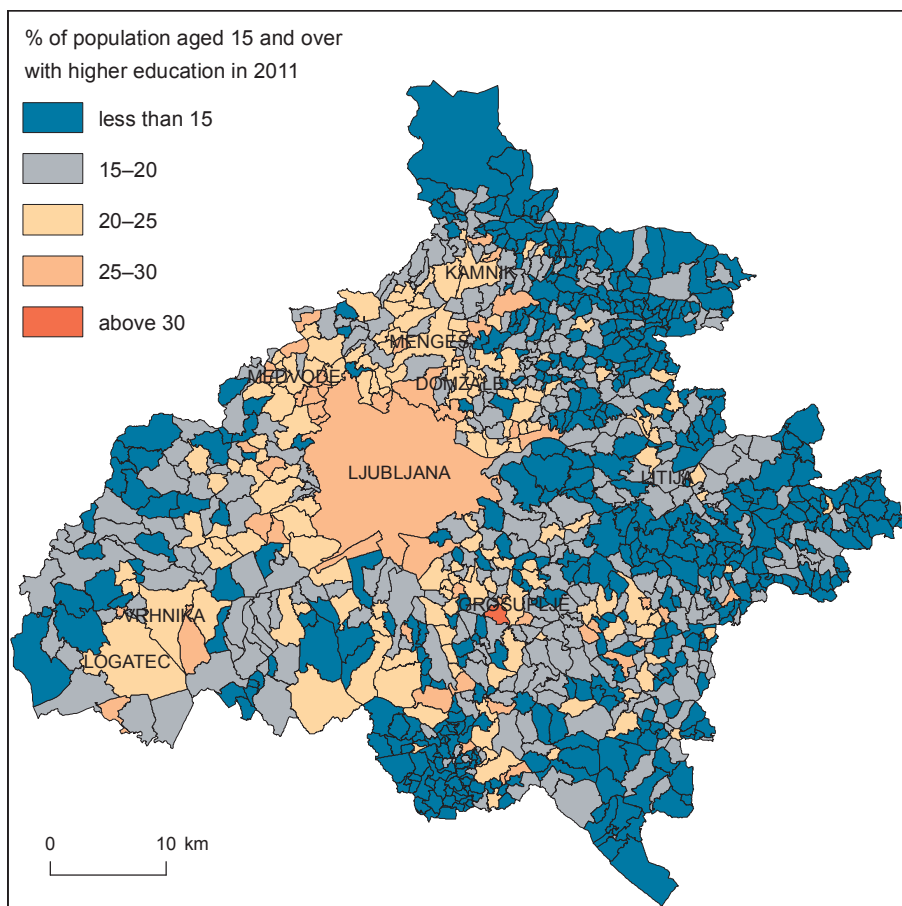 % of population aged 15 and over
with higher education in 2011
less than 15
15–20
20–25
25–30
above 30
KAMNIK
MENGEŠ
MEDVODE
DOMŽALE
LJUBLJANA
LITIJA
GROSUPLJE
VRHNIKA
LOGATEC
0 10 km